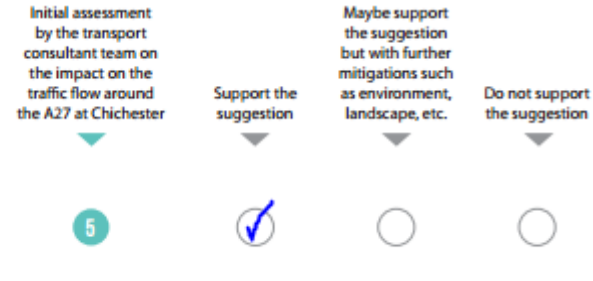 Initial assessment
by the transport
consultant team on
the impact on the
traffic flow around
the A27 at Chichester
Support the
suggestion
Maybe support
the suggestion
but with further
mitigations such
as environment,
landscape, etc.
Do not support
the suggestion
5